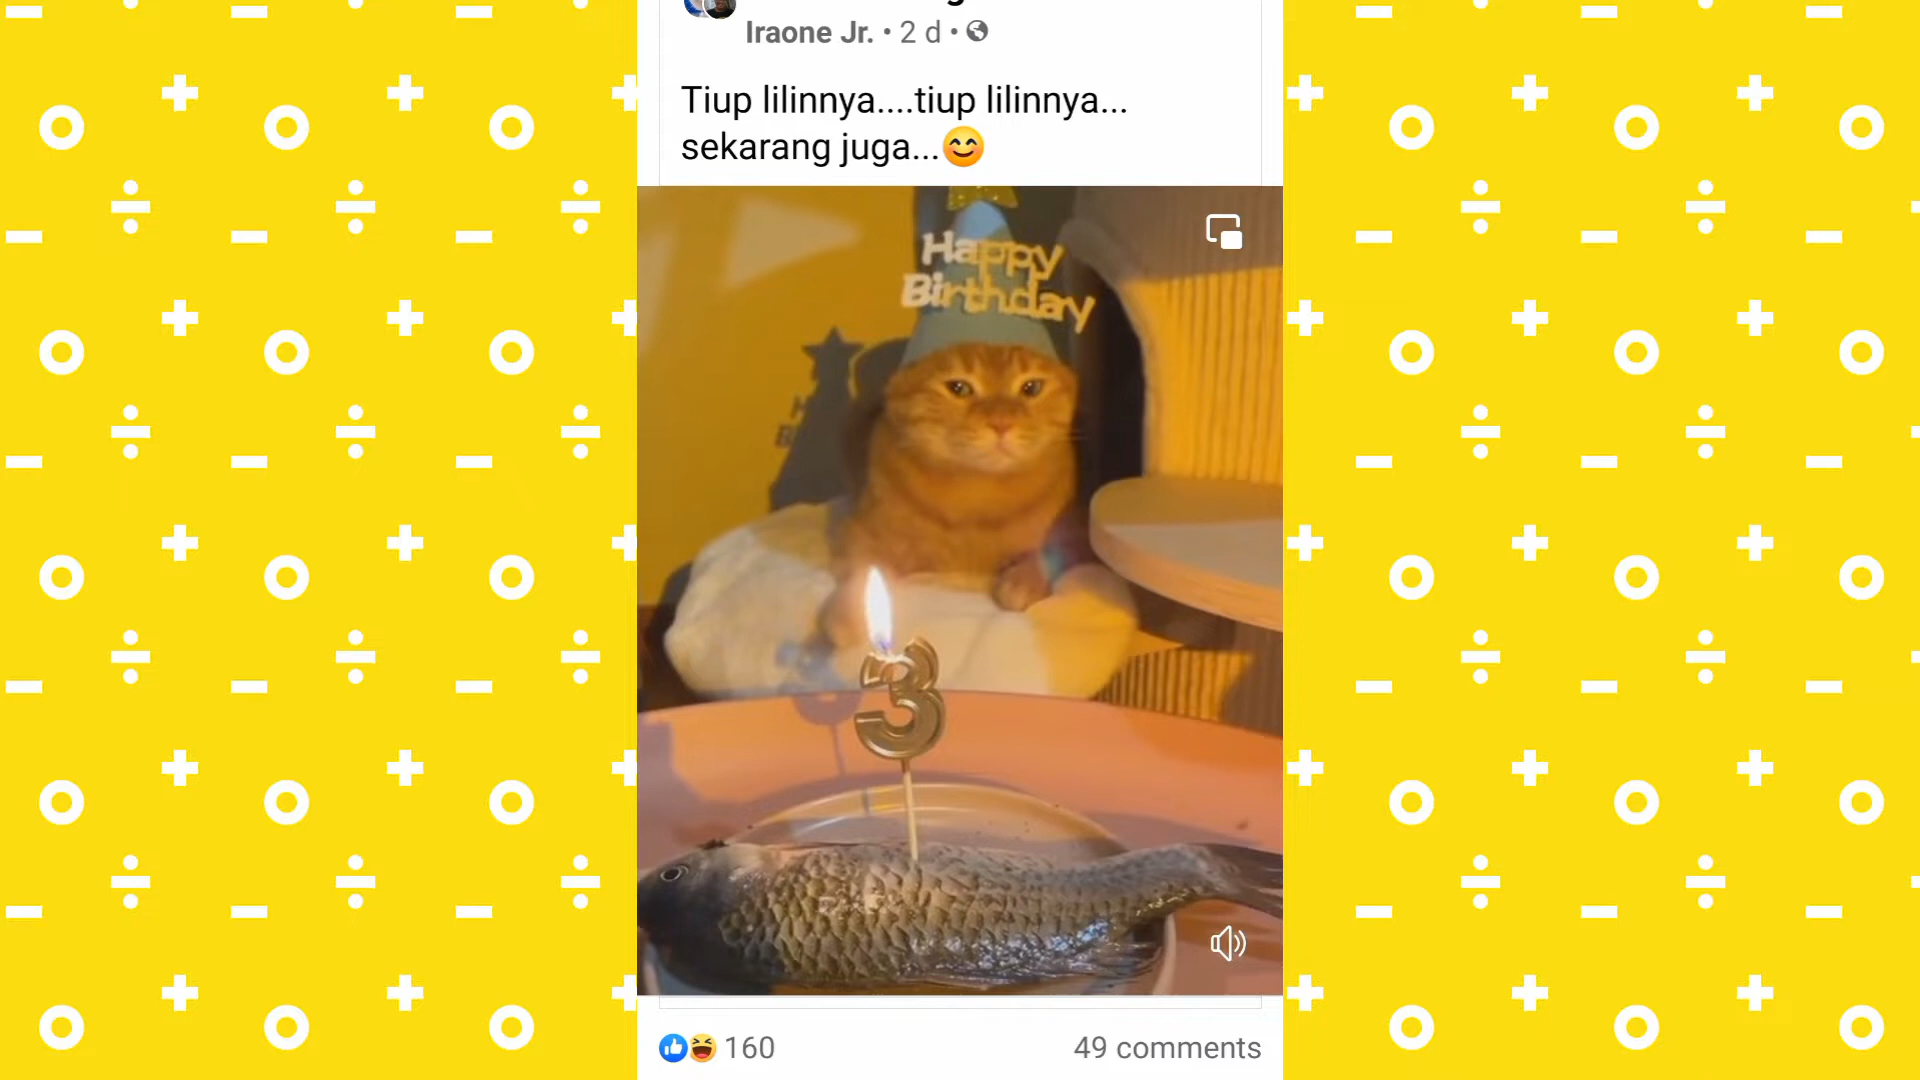 Iraone Jr. • 2 d •
Tiup lilinnya....tiup lilinnya...
sekarang juga...😊
Happy
Birthday
3
160
49 comments